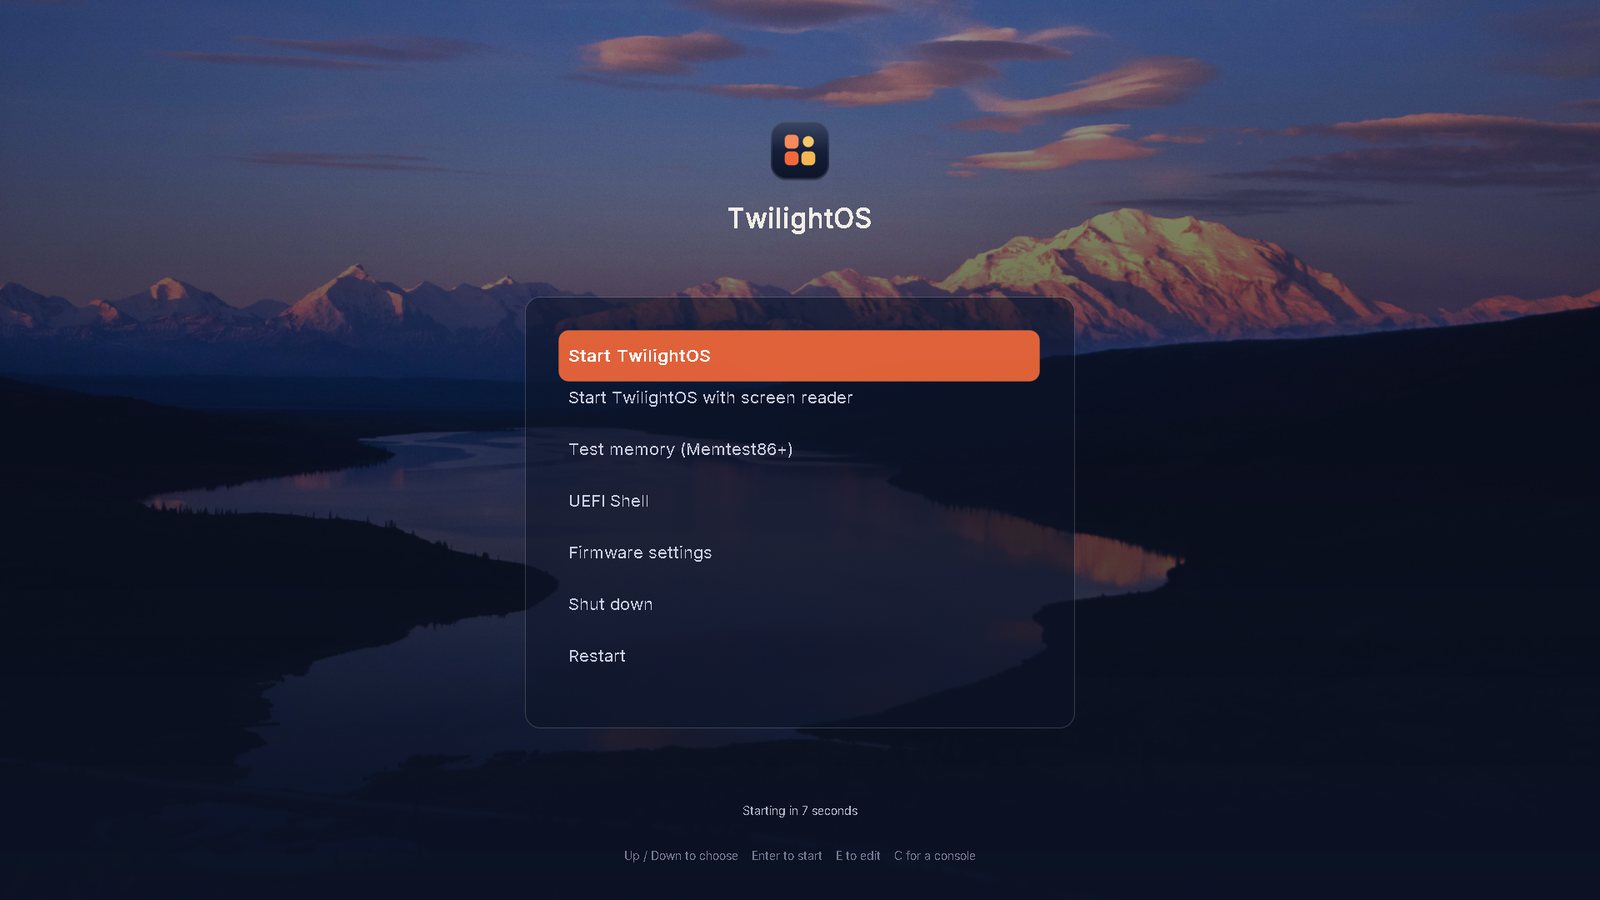 TwilightOS
Start TwilightOS
Start TwilightOS with screen reader
Test memory (Memtest86+)
UEFI Shell
Firmware settings
Shut down
Restart
Starting in 7 seconds
Up / Down to choose Enter to start E to edit C for a console